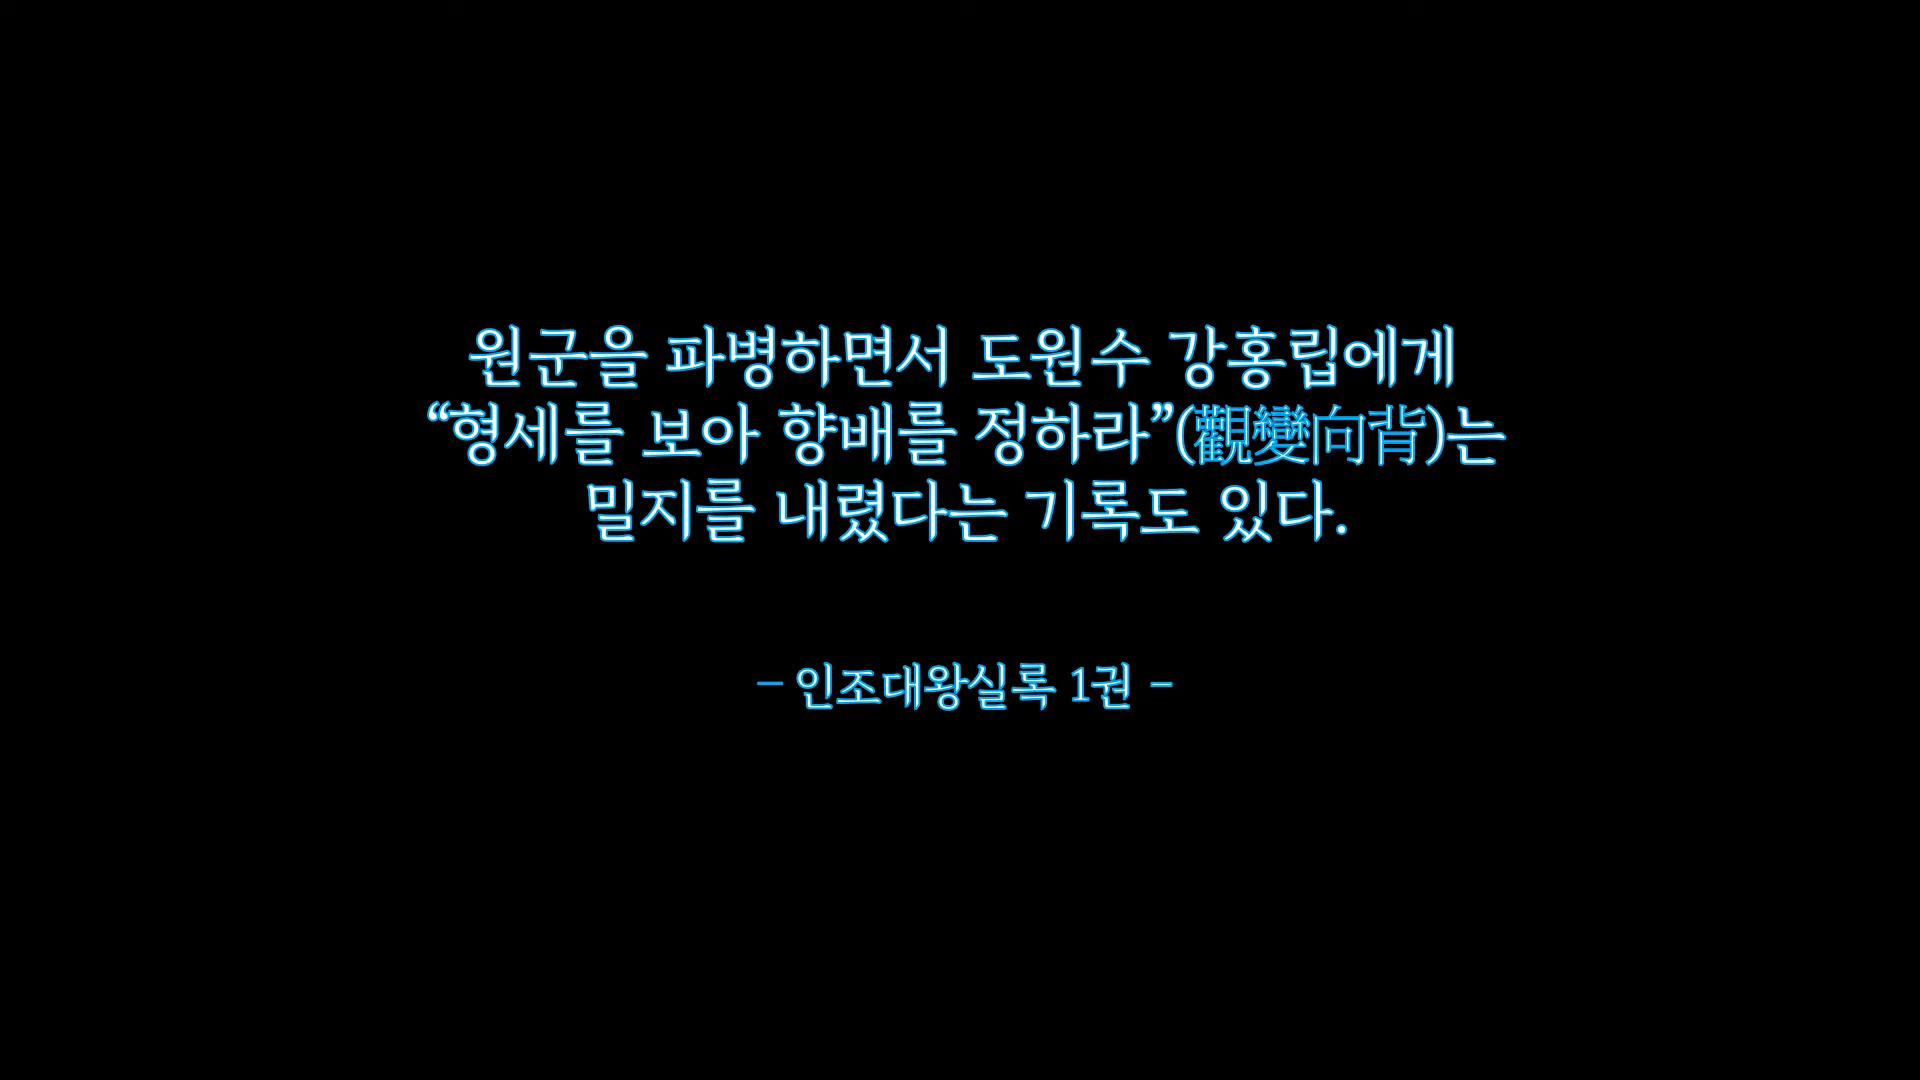 원군을 파병하면서 도원수 강홍립에게
“형세를 보아 향배를 정하라”(觀變向背)는
밀지를 내렸다는 기록도 있다.
– 인조대왕실록 1권 –